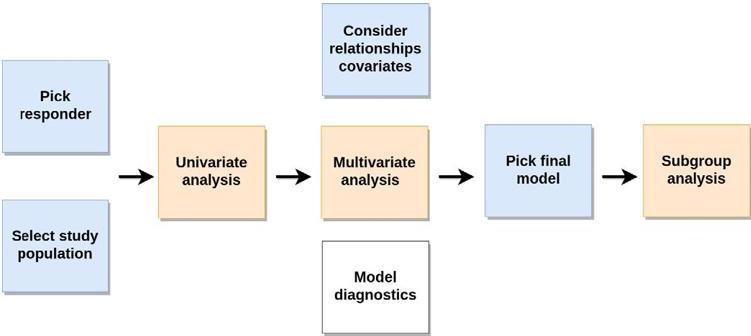 Pick
responder
Select study
population
Univariate
analysis
Consider
relationships
covariates
Multivariate
analysis
Model
diagnostics
Pick final
model
Subgroup
analysis